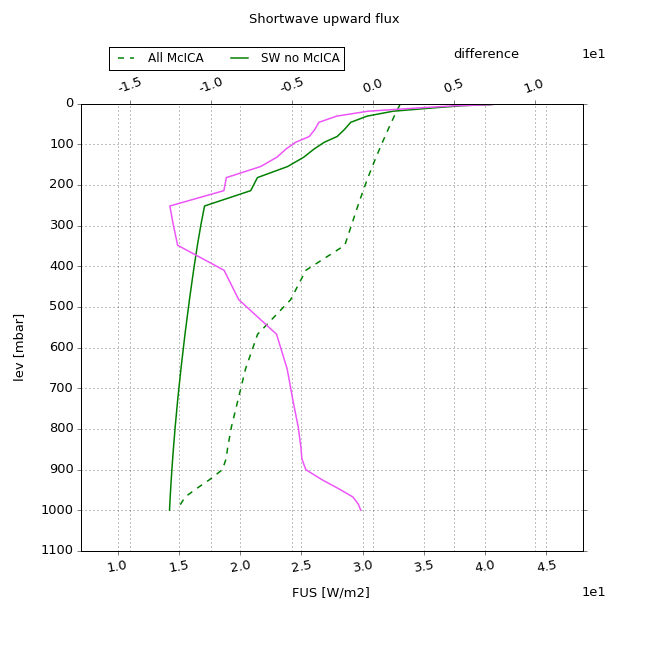 Shortwave upward flux
All McICA SW no McICA
difference 1e1
-1.5 -1.0 -0.5 0.0 0.5 1.0
0
100
200
300
400
500
600
700
800
900
1000
1100
lev [mbar]
1.0 1.5 2.0 2.5 3.0 3.5 4.0 4.5
FUS [W/m2] 1e1